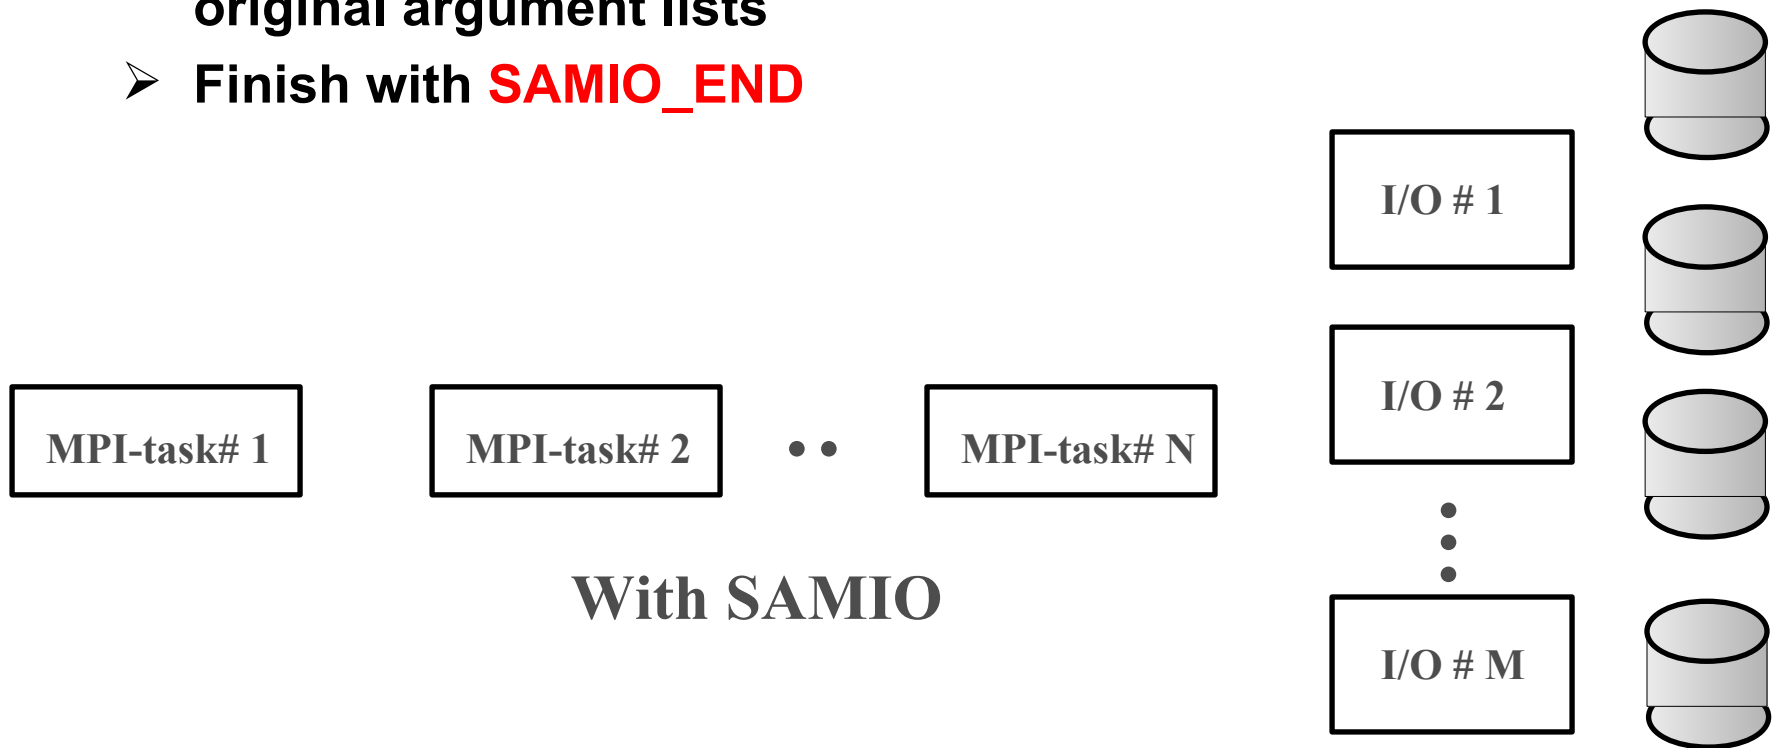 original argument lists
➢ Finish with SAMIO_END
I/O # 1
I/O # 2
MPI-task# 1 MPI-task# 2 •• MPI-task# N
With SAMIO
I/O # M